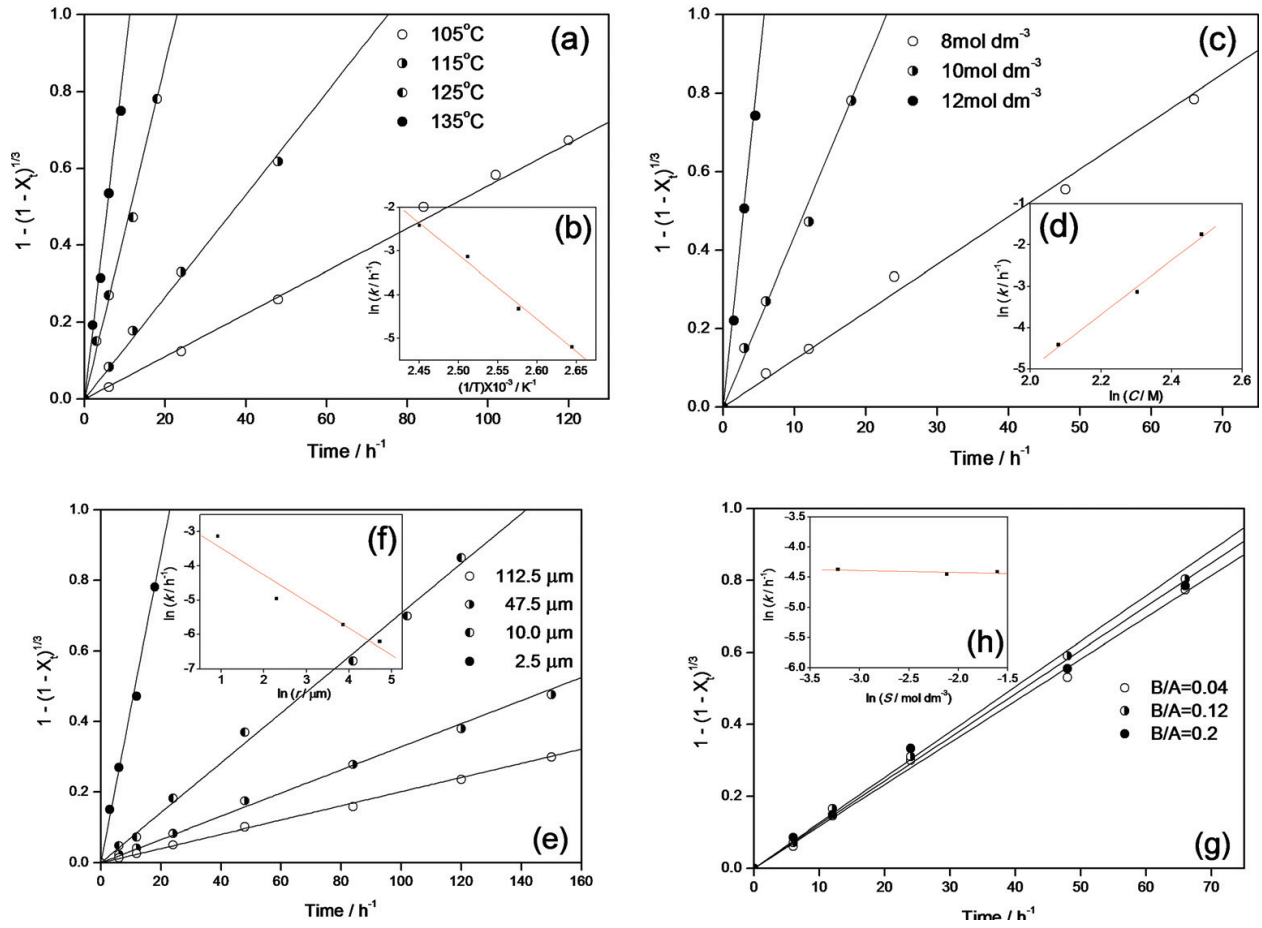 (a)
105°C
115°C
125°C
135°C
1 - (1 - Xt)^1/3
1.0
0.8
0.6
0.4
0.2
0.0
0 20 40 60 80 100 120
Time / h^-1
(b)
ln (k / h^-1)
-2
-3
-4
-5
2.45 2.50 2.55 2.60 2.65
(1/T)X10^-3 / K^-1
(c)
8mol dm^-3
10mol dm^-3
12mol dm^-3
1 - (1 - Xt)^1/3
1.0
0.8
0.6
0.4
0.2
0.0
0 10 20 30 40 50 60 70
Time / h^-1
(d)
ln (k / h^-1)
-1
-2
-3
-4
-5
2.0 2.2 2.4 2.6
ln (C / M)
(e)
112.5 μm
47.5 μm
10.0 μm
2.5 μm
1 - (1 - Xt)^1/3
1.0
0.8
0.6
0.4
0.2
0.0
0 20 40 60 80 100 120 140 160
Time / h^-1
(f)
ln (k / h^-1)
-3
-4
-5
-6
-7
1 2 3 4 5
ln (r / μm)
(g)
B/A=0.04
B/A=0.12
B/A=0.2
1 - (1 - Xt)^1/3
1.0
0.8
0.6
0.4
0.2
0.0
0 10 20 30 40 50 60 70
Time / h^-1
(h)
ln (k / h^-1)
-3.5
-4.0
-4.5
-5.0
-5.5
-6.0
-3.5 -3.0 -2.5 -2.0 -1.5
ln (S / mol dm^-3)